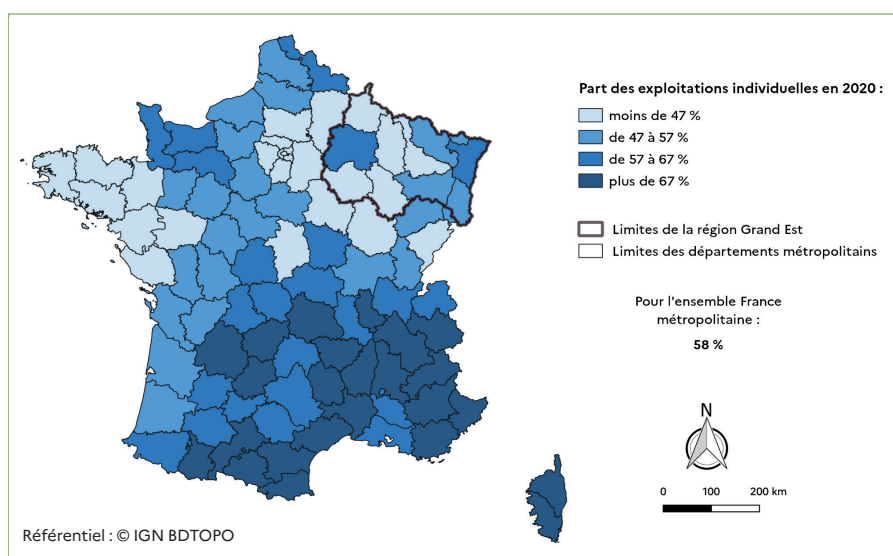 Part des exploitations individuelles en 2020 :
moins de 47 %
de 47 à 57 %
de 57 à 67 %
plus de 67 %
Limites de la région Grand Est
Limites des départements métropolitains
Pour l'ensemble France
métropolitaine :
58 %
N
0 100 200 km
Référentiel : © IGN BDTOPO